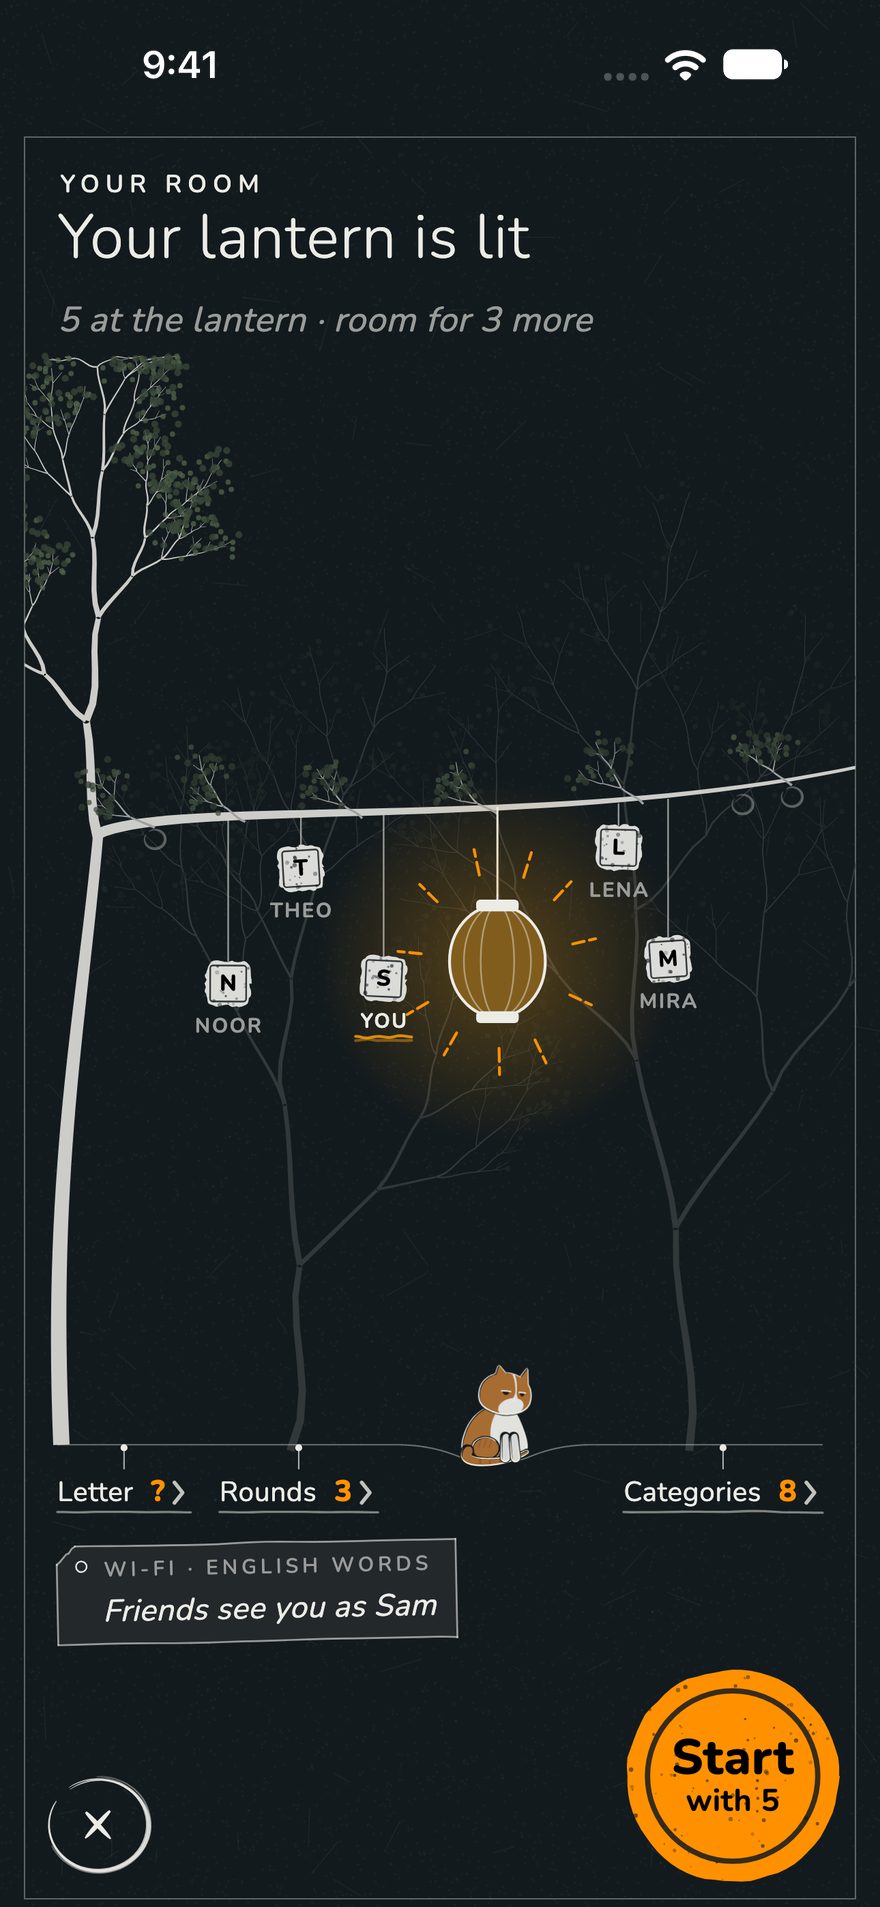 9:41
YOUR ROOM
Your lantern is lit
5 at the lantern · room for 3 more
T
THEO
L
LENA
N
NOOR
S
YOU
M
MIRA
Letter ?
Rounds 3
Categories 8
WI-FI · ENGLISH WORDS
Friends see you as Sam
Start
with 5